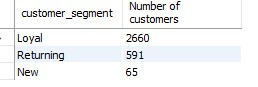 customer_segment Number of
customers
Loyal 2660
Returning 591
New 65